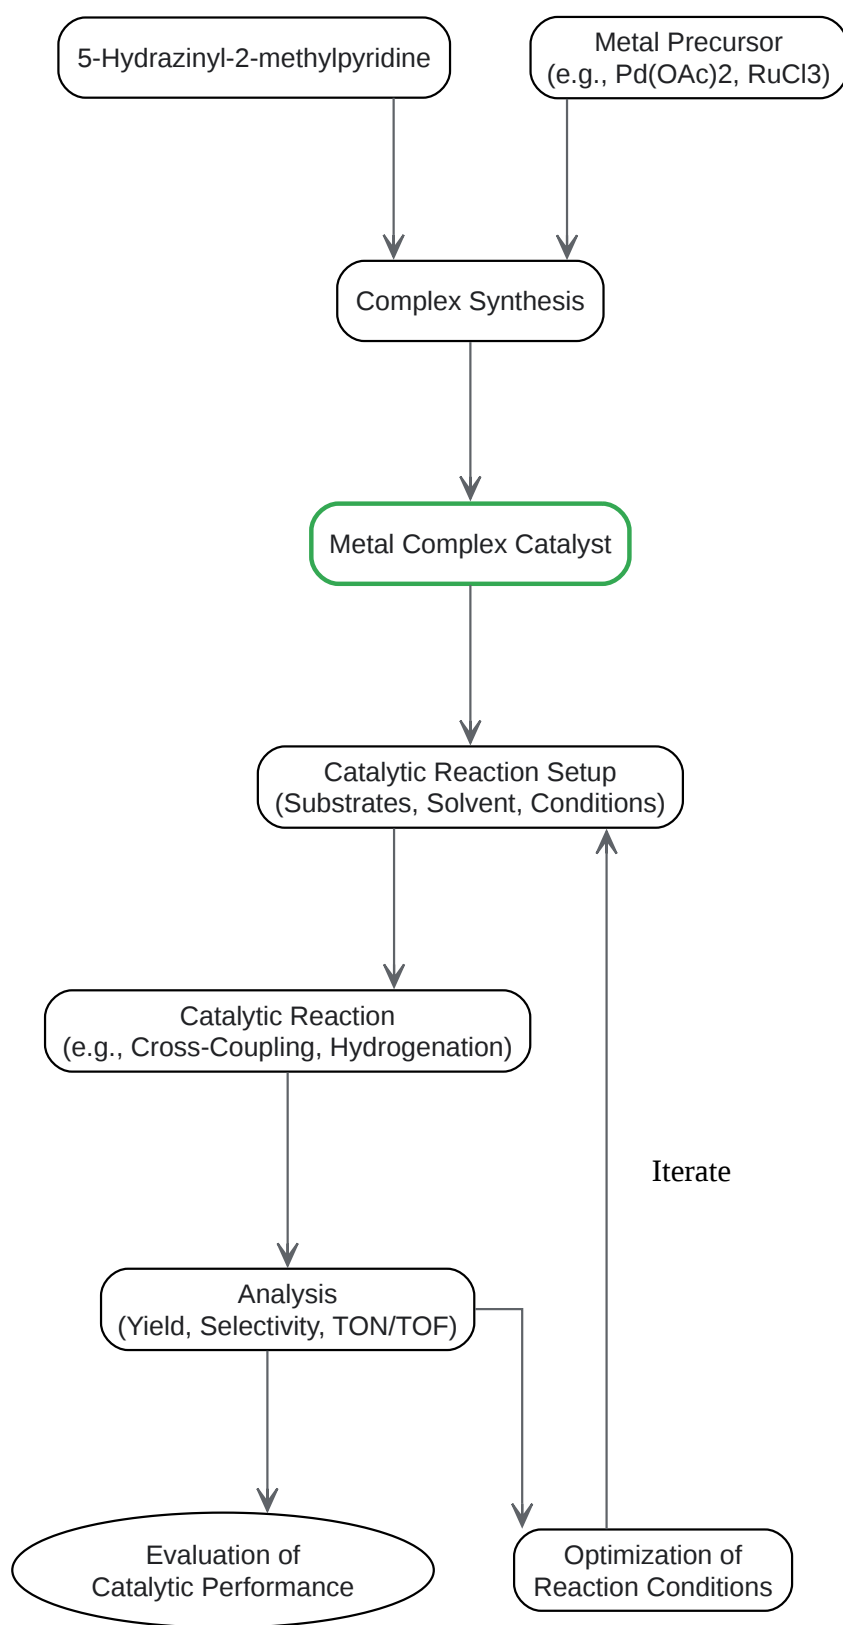 5-Hydrazinyl-2-methylpyridine
Metal Precursor
(e.g., Pd(OAc)2, RuCl3)
Complex Synthesis
Metal Complex Catalyst
Catalytic Reaction Setup
(Substrates, Solvent, Conditions)
Catalytic Reaction
(e.g., Cross-Coupling, Hydrogenation)
Iterate
Analysis
(Yield, Selectivity, TON/TOF)
Evaluation of
Catalytic Performance
Optimization of
Reaction Conditions